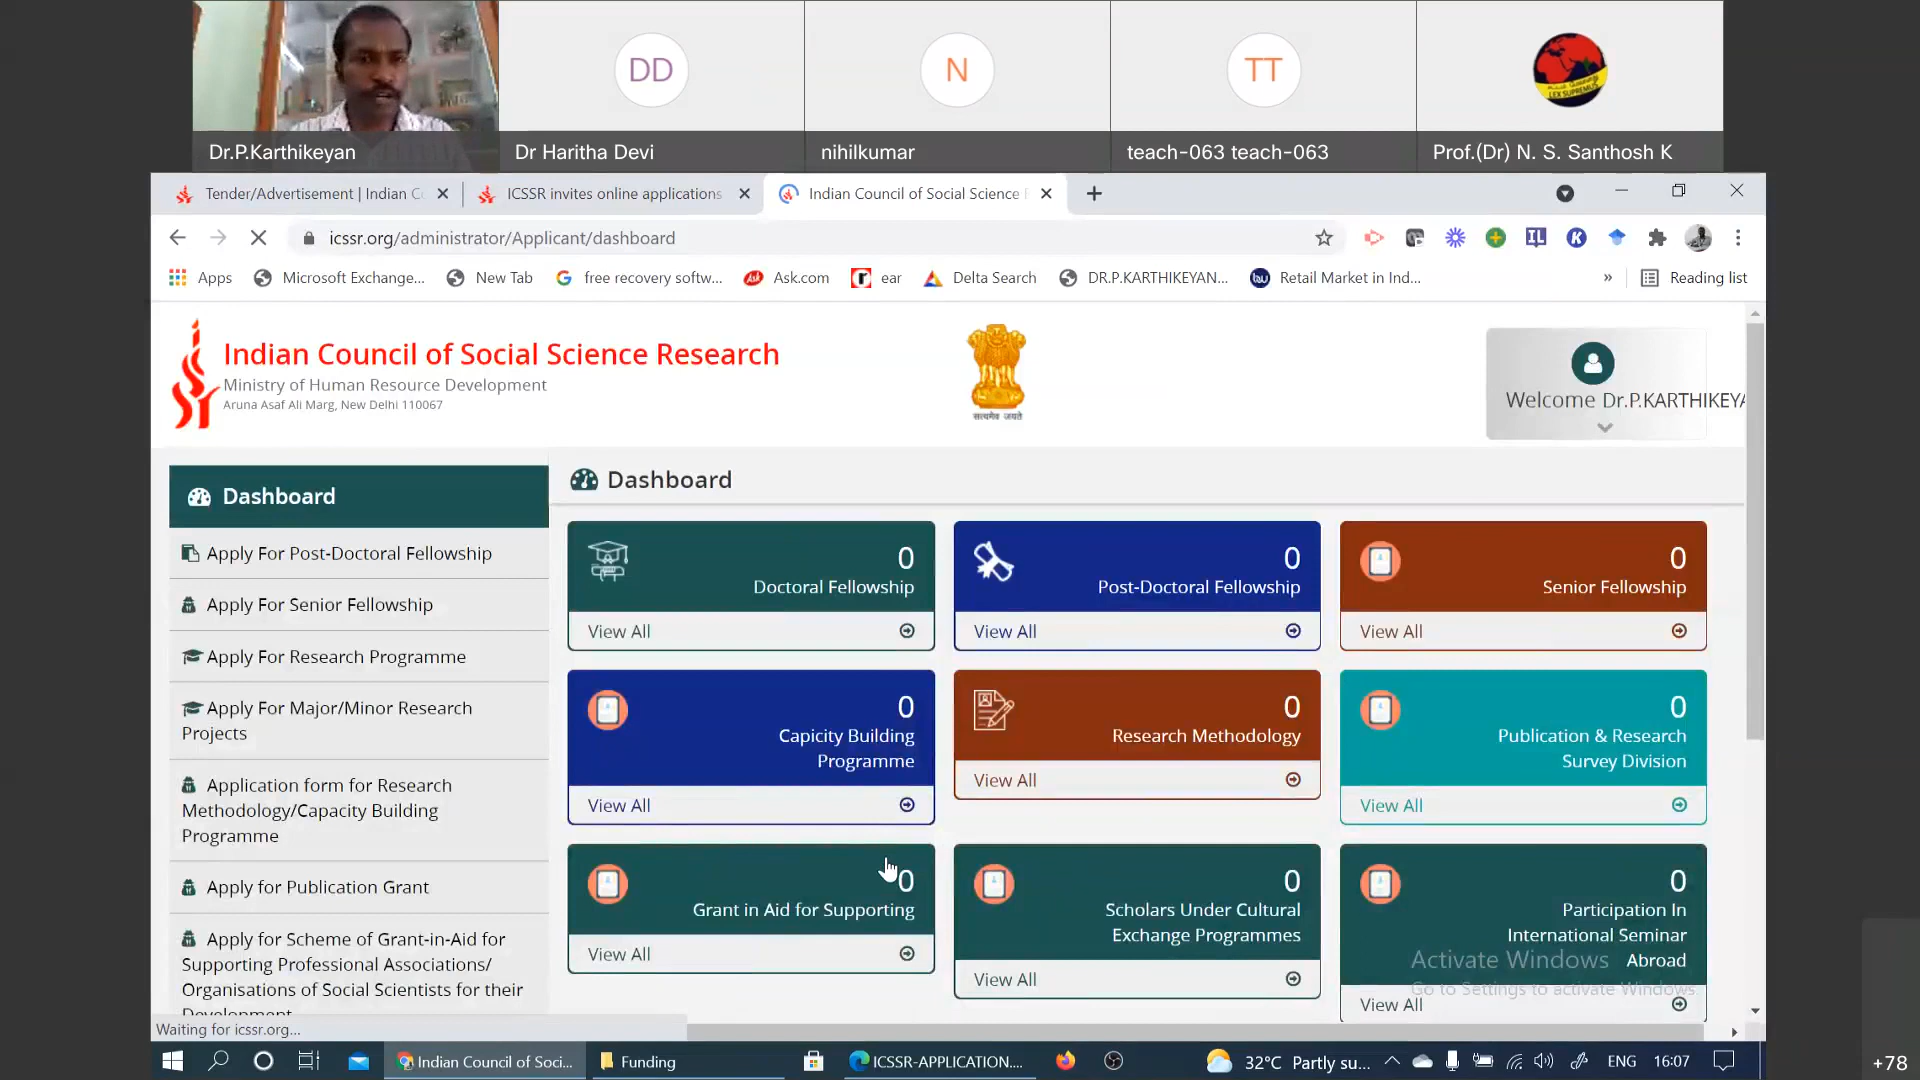 DD
N
TT
LEX SUPREMUS
Dr.P.Karthikeyan
Dr Haritha Devi
nihilkumar
teach-063 teach-063
Prof.(Dr) N. S. Santhosh K
Tender/Advertisement | Indian C
ICSSR invites online applications
Indian Council of Social Science
icssr.org/administrator/Applicant/dashboard
Apps
Microsoft Exchange...
New Tab
free recovery softw...
Ask.com
ear
Delta Search
DR.P.KARTHIKEYAN...
Retail Market in Ind...
»
Reading list
Indian Council of Social Science Research
Ministry of Human Resource Development
Aruna Asaf Ali Marg, New Delhi 110067
सत्यमेव जयते
Welcome Dr.P.KARTHIKEYA
Dashboard
Apply For Post-Doctoral Fellowship
Apply For Senior Fellowship
Apply For Research Programme
Apply For Major/Minor Research
Projects
Application form for Research
Methodology/Capacity Building
Programme
Apply for Publication Grant
Apply for Scheme of Grant-in-Aid for
Supporting Professional Associations/
Organisations of Social Scientists for their
Development
Dashboard
0
Doctoral Fellowship
View All
0
Post-Doctoral Fellowship
View All
0
Senior Fellowship
View All
0
Capicity Building
Programme
View All
0
Research Methodology
View All
0
Publication & Research
Survey Division
View All
0
Grant in Aid for Supporting
View All
0
Scholars Under Cultural
Exchange Programmes
View All
0
Participation In
International Seminar
Abroad
View All
Activate Windows
Go to Settings to activate Windows.
Waiting for icssr.org...
Indian Council of Soci...
Funding
ICSSR-APPLICATION....
32°C Partly su...
ENG
16:07
+78